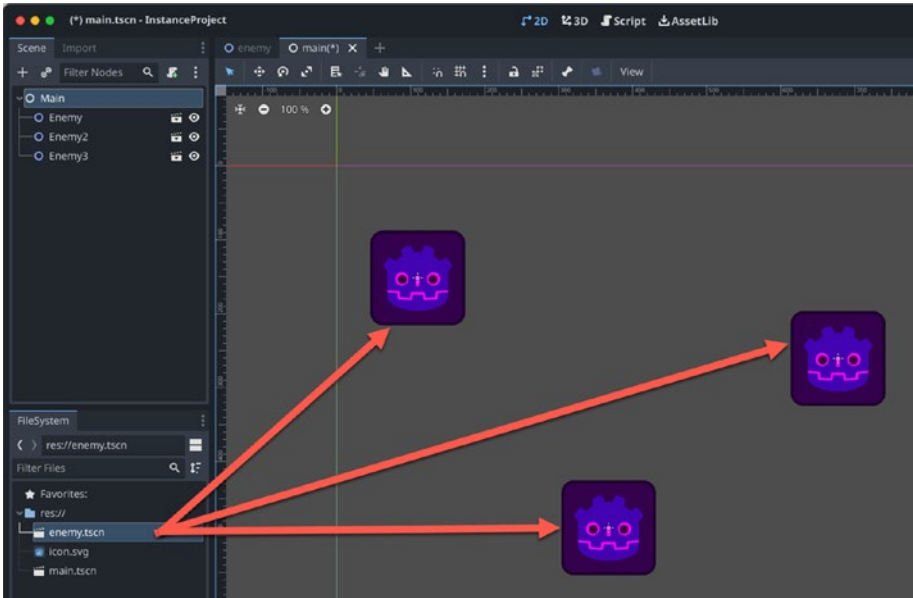 (*) main.tscn - InstanceProject
2D 3D Script AssetLib
Scene Import
enemy main(*)
Filter Nodes
View
Main
100 %
Enemy
Enemy2
Enemy3
FileSystem
res://enemy.tscn
Filter Files
Favorites:
res://
enemy.tscn
icon.svg
main.tscn